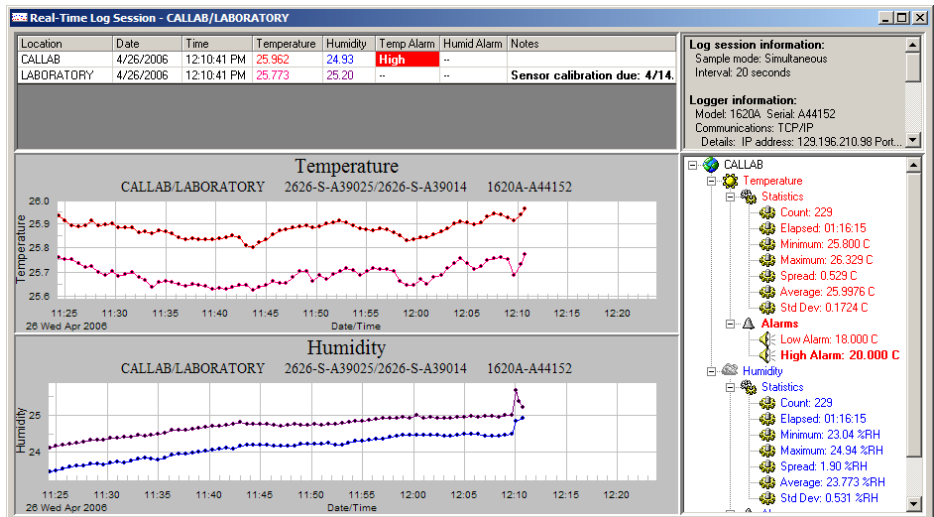 Real-Time Log Session - CALLAB/LABORATORY
Location Date Time Temperature Humidity Temp Alarm Humid Alarm Notes
CALLAB 4/26/2006 12:10:41 PM 25.962 24.93 High --
LABORATORY 4/26/2006 12:10:41 PM 25.773 25.20 -- -- Sensor calibration due: 4/14.
Log session information:
Sample mode: Simultaneous
Interval: 20 seconds
Logger information:
Model: 1620A Serial: A44152
Communications: TCP/IP
Details: IP address: 129.196.210.98 Port...
Temperature
CALLAB/LABORATORY 2626-S-A39025/2626-S-A39014 1620A-A44152
Temperature
26.0
25.9
25.8
25.7
25.6
11:25 11:30 11:35 11:40 11:45 11:50 11:55 12:00 12:05 12:10 12:15 12:20
26 Wed Apr 2006 Date/Time
Humidity
CALLAB/LABORATORY 2626-S-A39025/2626-S-A39014 1620A-A44152
Humidity
25
24
11:25 11:30 11:35 11:40 11:45 11:50 11:55 12:00 12:05 12:10 12:15 12:20
26 Wed Apr 2006 Date/Time
CALLAB
Temperature
Statistics
Count: 229
Elapsed: 01:16:15
Minimum: 25.800 C
Maximum: 26.329 C
Spread: 0.529 C
Average: 25.9976 C
Std Dev: 0.1724 C
Alarms
Low Alarm: 18.000 C
High Alarm: 20.000 C
Humidity
Statistics
Count: 229
Elapsed: 01:16:15
Minimum: 23.04 %RH
Maximum: 24.94 %RH
Spread: 1.90 %RH
Average: 23.773 %RH
Std Dev: 0.531 %RH